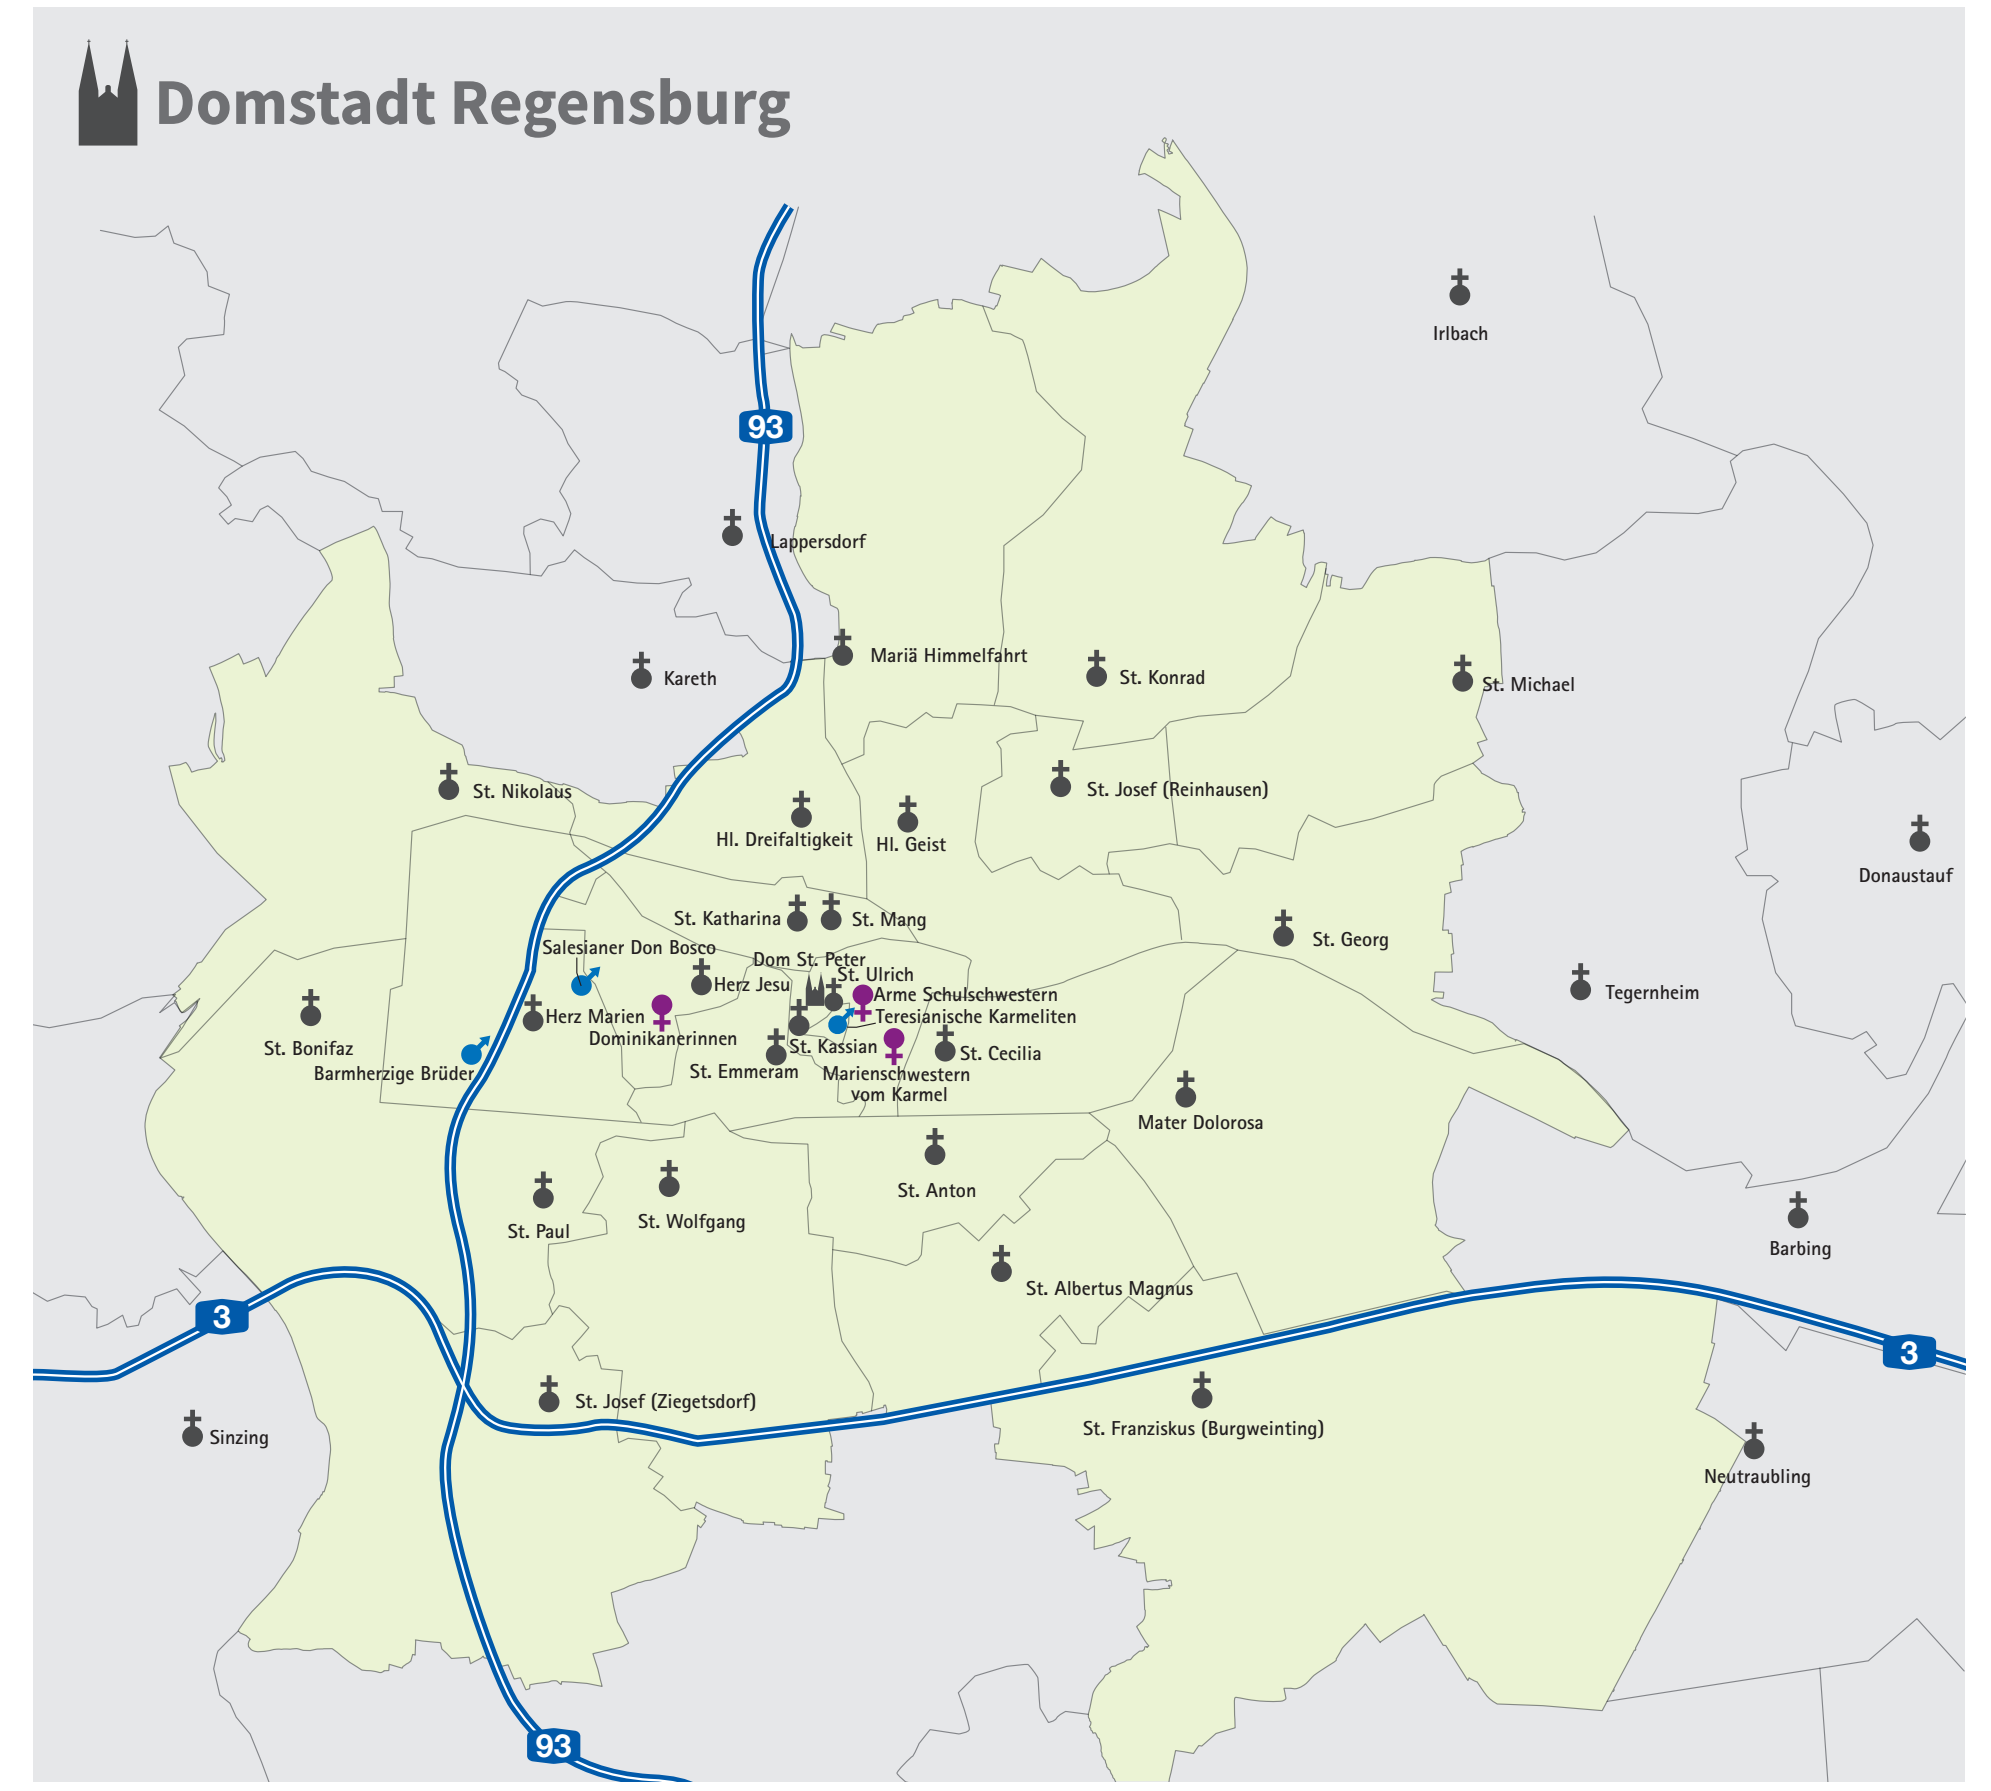 Domstadt Regensburg
Irlbach
93
Lappersdorf
Mariä Himmelfahrt
Kareth
St. Konrad
St. Michael
St. Nikolaus
St. Josef (Reinhausen)
Hl. Dreifaltigkeit
Hl. Geist
Donaustauf
St. Katharina
St. Mang
St. Georg
Salesianer Don Bosco
Dom St. Peter
St. Ulrich
Herz Jesu
Arme Schulschwestern
Tegernheim
Herz Marien
Teresianische Karmeliten
Dominikanerinnen
St. Bonifaz
St. Kassian
St. Cecilia
Barmherzige Brüder
St. Emmeram
Marienschwestern
vom Karmel
Mater Dolorosa
St. Anton
St. Paul
St. Wolfgang
Barbing
St. Albertus Magnus
3
3
St. Josef (Ziegetsdorf)
St. Franziskus (Burgweinting)
Sinzing
Neutraubling
93